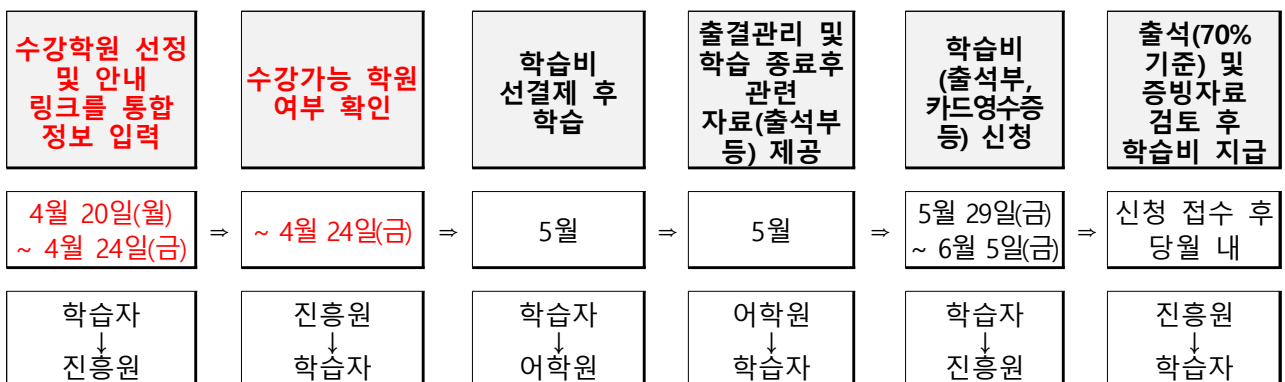 수강학원 선정
및 안내
링크를 통합
정보 입력
수강가능 학원
여부 확인
학습비
선결제 후
학습
출결관리 및
학습 종료후
관련
자료(출석부
등) 제공
학습비
(출석부,
카드영수증
등) 신청
출석(70%
기준) 및
증빙자료
검토 후
학습비 지급
4월 20일(월)
~ 4월 24일(금)
⇒
~ 4월 24일(금)
⇒
5월
⇒
5월
⇒
5월 29일(금)
~ 6월 5일(금)
⇒
신청 접수 후
당월 내
학습자
↓
진흥원
진흥원
↓
학습자
학습자
↓
어학원
어학원
↓
학습자
학습자
↓
진흥원
진흥원
↓
학습자